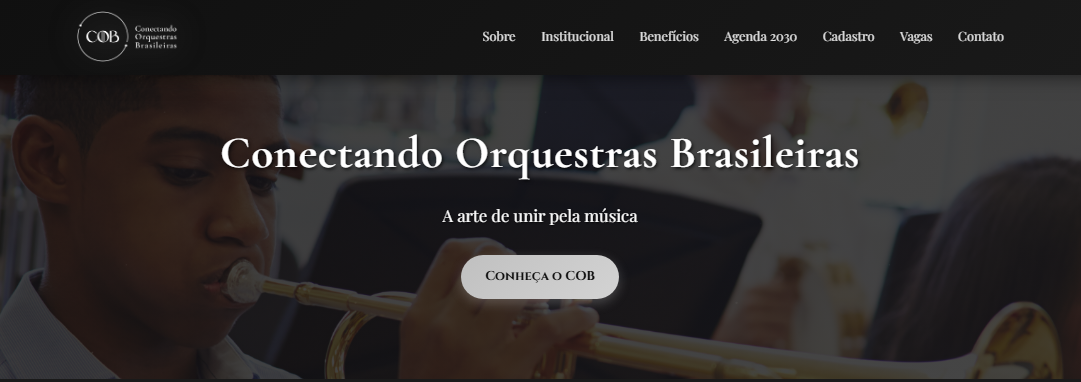 COB
Conectando
Orquestras
Brasileiras
Sobre Institucional Benefícios Agenda 2030 Cadastro Vagas Contato
Conectando Orquestras Brasileiras
A arte de unir pela música
Conheça o COB